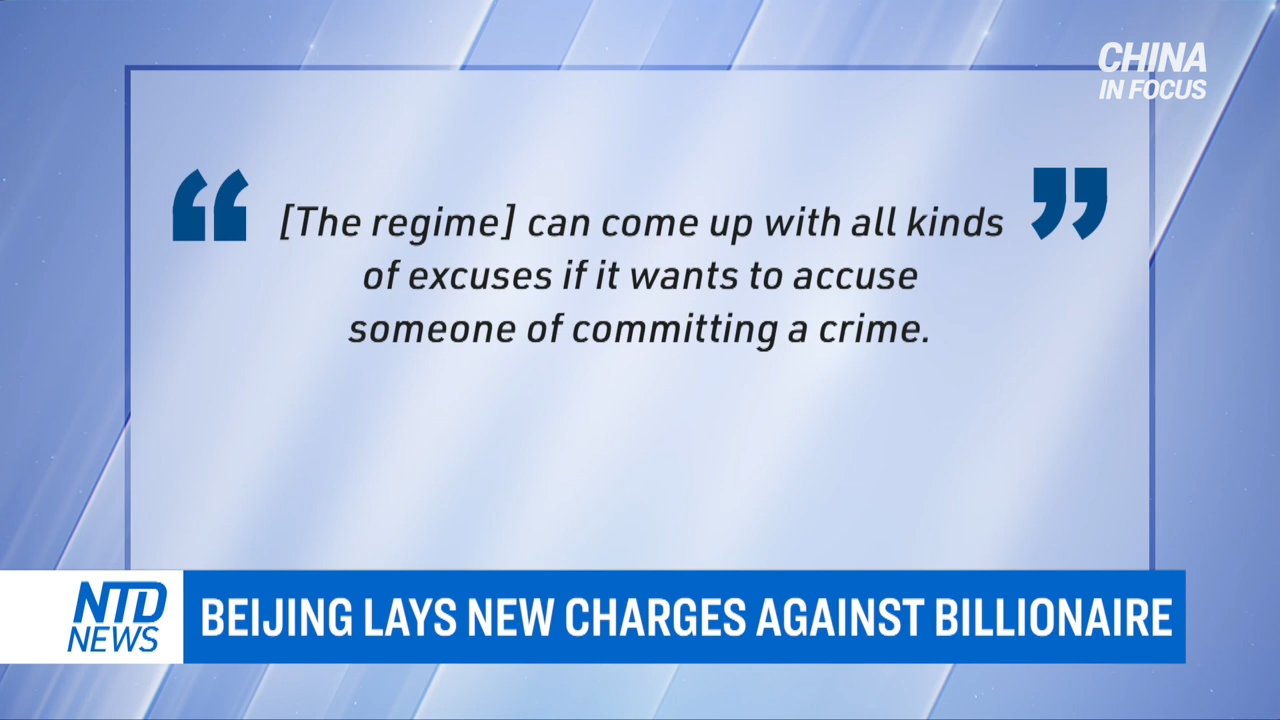 CHINA
IN FOCUS
“[The regime] can come up with all kinds”
of excuses if it wants to accuse
someone of committing a crime.
NTD
NEWS
BEIJING LAYS NEW CHARGES AGAINST BILLIONAIRE